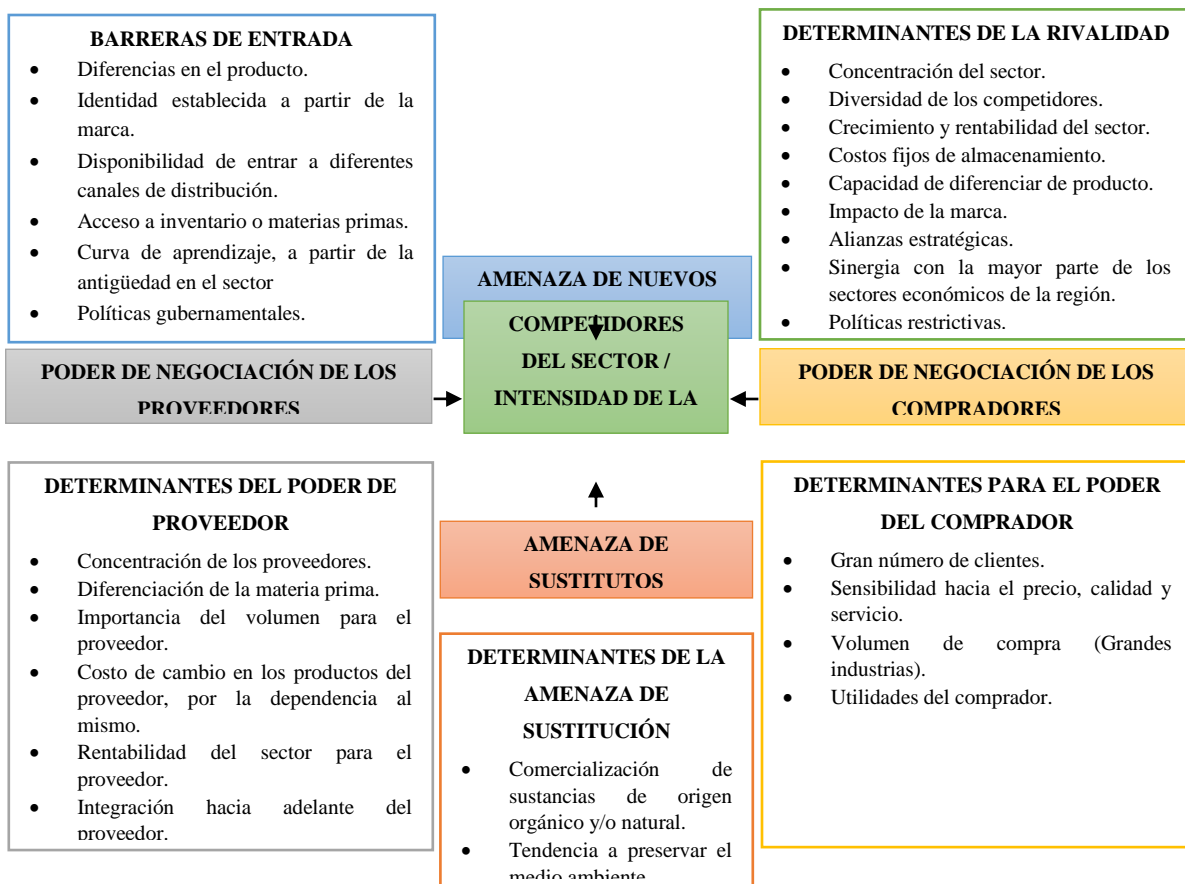 BARRERAS DE ENTRADA
• Diferencias en el producto.
• Identidad establecida a partir de la
marca.
• Disponibilidad de entrar a diferentes
canales de distribución.
• Acceso a inventario o materias primas.
• Curva de aprendizaje, a partir de la
antigüedad en el sector
• Políticas gubernamentales.
DETERMINANTES DE LA RIVALIDAD
• Concentración del sector.
• Diversidad de los competidores.
• Crecimiento y rentabilidad del sector.
• Costos fijos de almacenamiento.
• Capacidad de diferenciar de producto.
• Impacto de la marca.
• Alianzas estratégicas.
• Sinergia con la mayor parte de los
sectores económicos de la región.
• Políticas restrictivas.
AMENAZA DE NUEVOS
COMPETIDORES
DEL SECTOR /
INTENSIDAD DE LA
PODER DE NEGOCIACIÓN DE LOS
PROVEEDORES
PODER DE NEGOCIACIÓN DE LOS
COMPRADORES
DETERMINANTES DEL PODER DE
PROVEEDOR
• Concentración de los proveedores.
• Diferenciación de la materia prima.
• Importancia del volumen para el
proveedor.
• Costo de cambio en los productos del
proveedor, por la dependencia al
mismo.
• Rentabilidad del sector para el
proveedor.
• Integración hacia adelante del
proveedor.
AMENAZA DE
SUSTITUTOS
DETERMINANTES DE LA
AMENAZA DE
SUSTITUCIÓN
• Comercialización de
sustancias de origen
orgánico y/o natural.
• Tendencia a preservar el
medio ambiente
DETERMINANTES PARA EL PODER
DEL COMPRADOR
• Gran número de clientes.
• Sensibilidad hacia el precio, calidad y
servicio.
• Volumen de compra (Grandes
industrias).
• Utilidades del comprador.